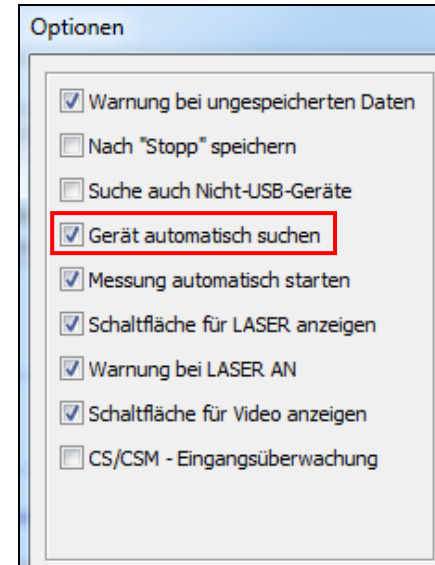 Optionen
Warnung bei ungespeicherten Daten
Nach "Stopp" speichern
Suche auch Nicht-USB-Geräte
Gerät automatisch suchen
Messung automatisch starten
Schaltfläche für LASER anzeigen
Warnung bei LASER AN
Schaltfläche für Video anzeigen
CS/CSM - Eingangsüberwachung